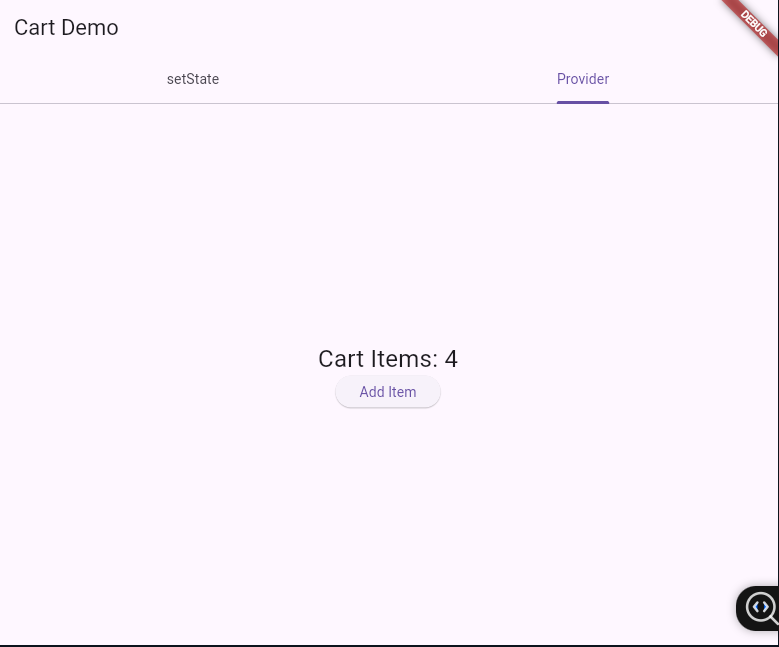 Cart Demo
DEBUG
setState
Provider
Cart Items: 4
Add Item